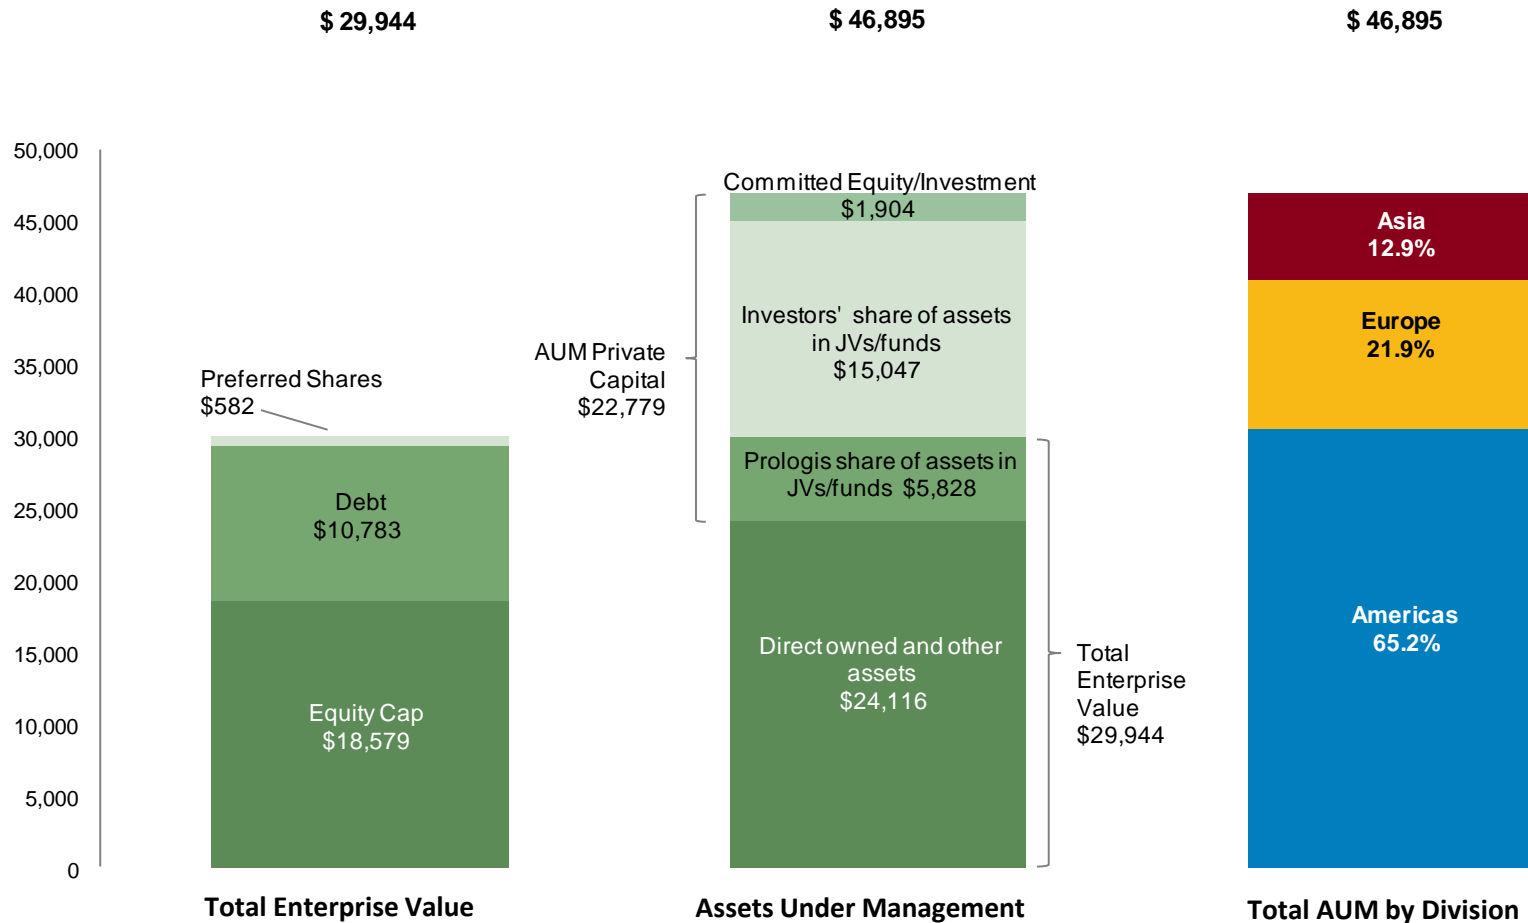 $ 29,944
$ 46,895
$ 46,895
50,000
45,000
40,000
35,000
30,000
25,000
20,000
15,000
10,000
5,000
0
Preferred Shares
$582
Debt
$10,783
Equity Cap
$18,579
Total Enterprise Value
AUM Private
Capital
$22,779
Committed Equity/Investment
$1,904
Investors' share of assets
in JVs/funds
$15,047
Prologis share of assets in
JVs/funds $5,828
Direct owned and other
assets
$24,116
Total
Enterprise
Value
$29,944
Assets Under Management
Asia
12.9%
Europe
21.9%
Americas
65.2%
Total AUM by Division